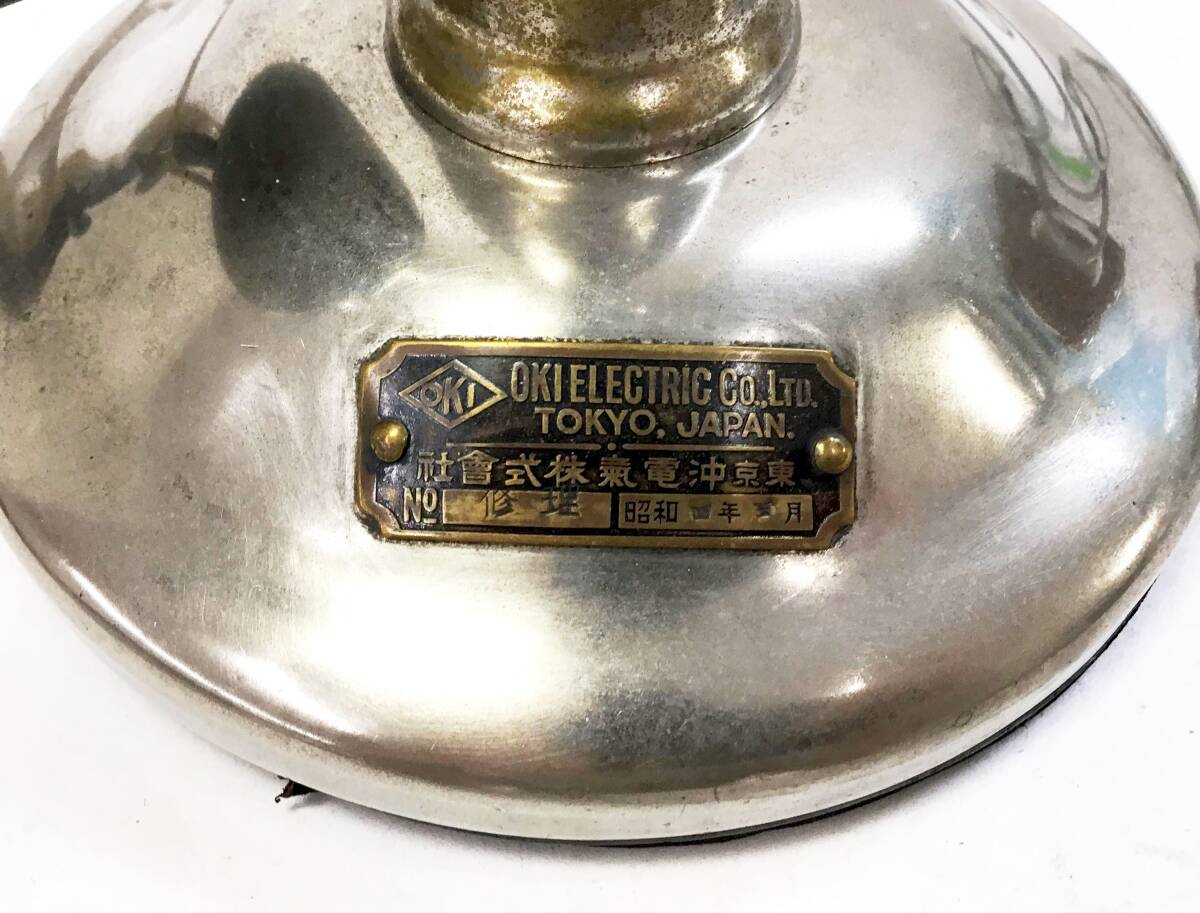 OKI
OKI ELECTRIC CO., LTD.
TOKYO, JAPAN.
社會式株氣電沖京東
No 修理 昭和 四年 月